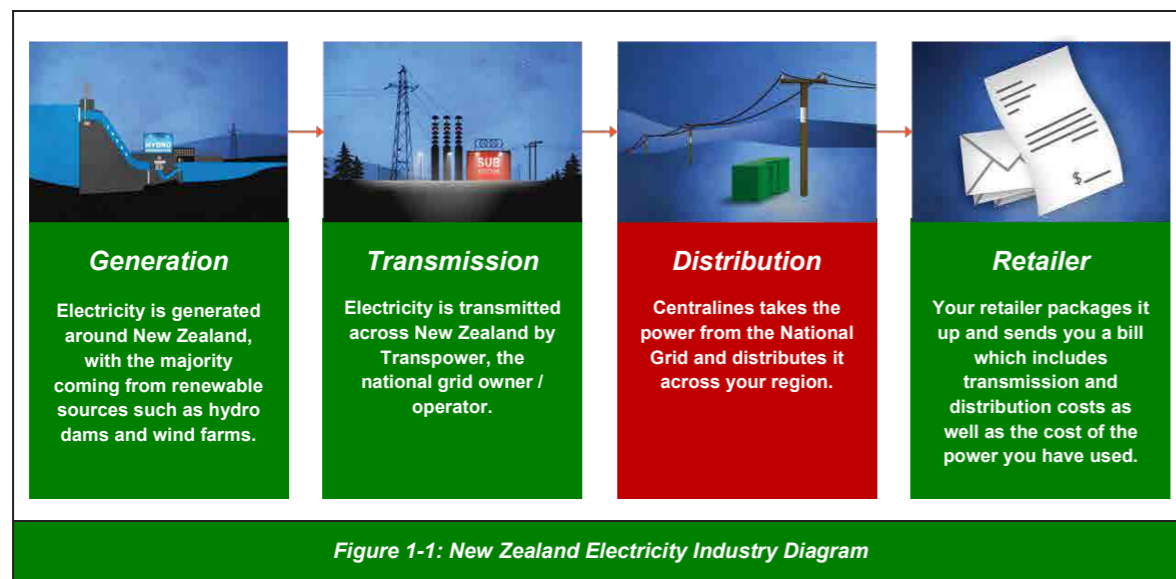 HYDRO
SUB
STATION
$
Generation
Electricity is generated
around New Zealand,
with the majority
coming from renewable
sources such as hydro
dams and wind farms.
Transmission
Electricity is transmitted
across New Zealand by
Transpower, the
national grid owner /
operator.
Distribution
Centralines takes the
power from the National
Grid and distributes it
across your region.
Retailer
Your retailer packages it
up and sends you a bill
which includes
transmission and
distribution costs as
well as the cost of the
power you have used.
Figure 1-1: New Zealand Electricity Industry Diagram